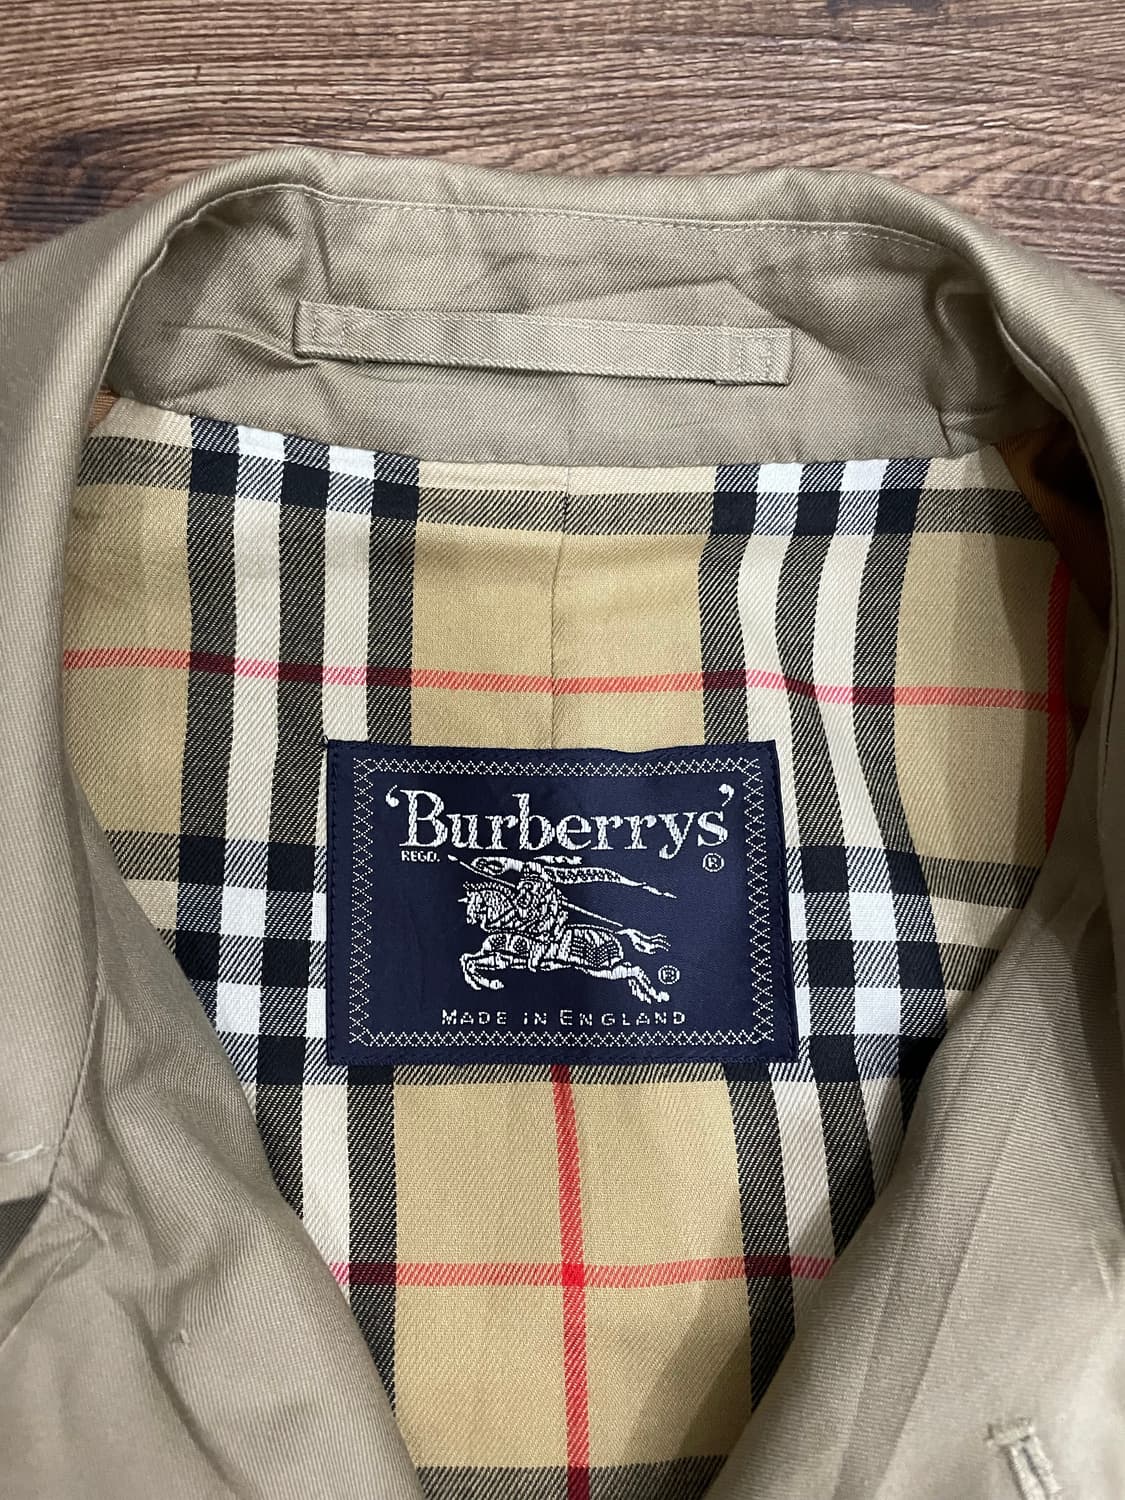 ‘Burberrys’
REGD. ®
®
MADE IN ENGLAND